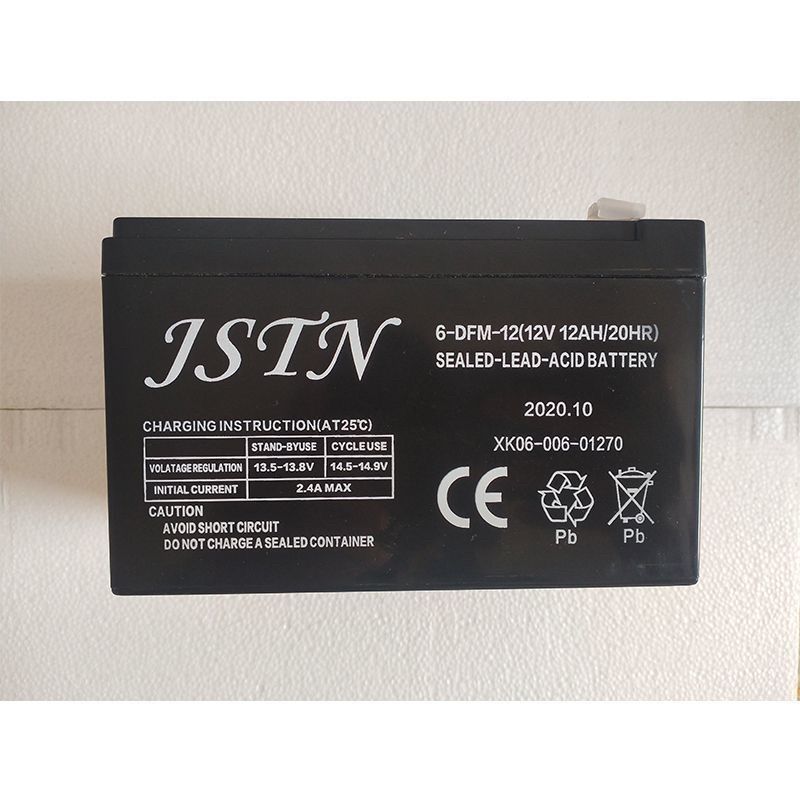 JSTN
6-DFM-12(12V 12AH/20HR)
SEALED-LEAD-ACID BATTERY
2020.10
XK06-006-01270
CHARGING INSTRUCTION(AT25℃)
STAND-BYUSE CYCLEUSE
VOLATAGE REGULATION 13.5-13.8V 14.5-14.9V
INITIAL CURRENT 2.4A MAX
CAUTION
AVOID SHORT CIRCUIT
DO NOT CHARGE A SEALED CONTAINER
CE
Pb Pb